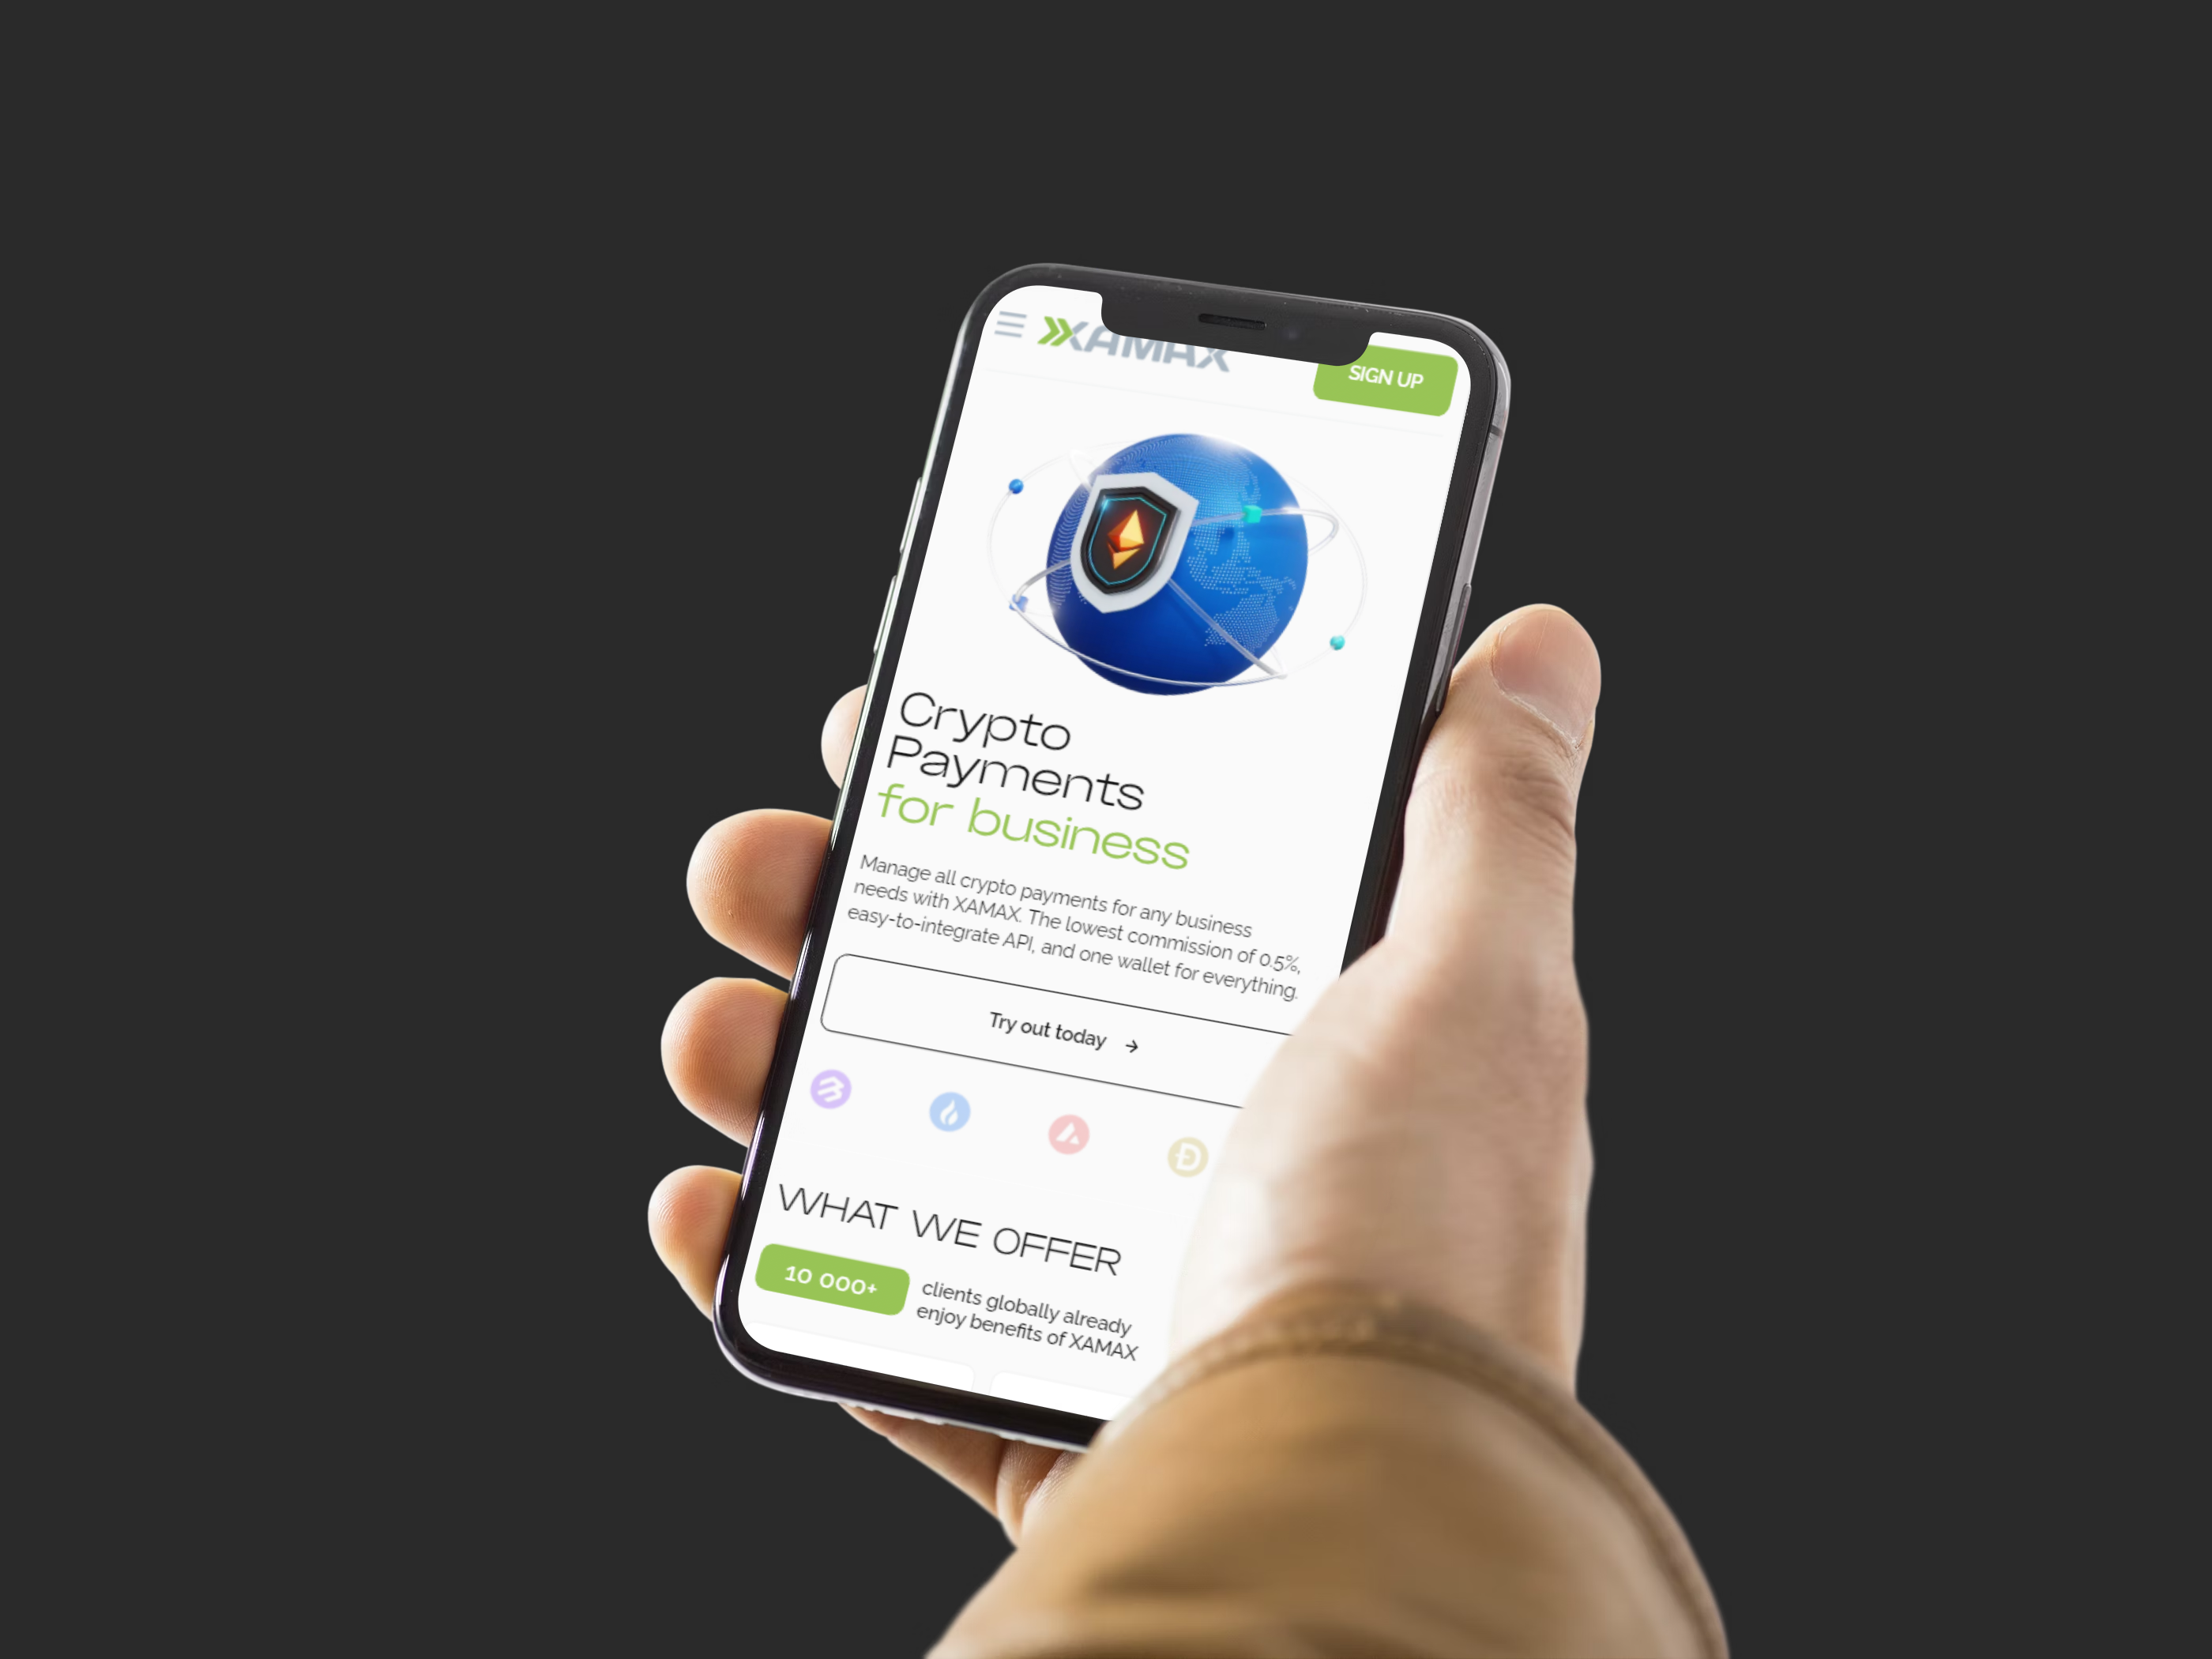 XAMAX
SIGN UP
Crypto
Payments
for business
Manage all crypto payments for any business
needs with XAMAX. The lowest commission of 0.5%,
easy-to-integrate API, and one wallet for everything.
Try out today →
WHAT WE OFFER
10 000+
clients globally already
enjoy benefits of XAMAX